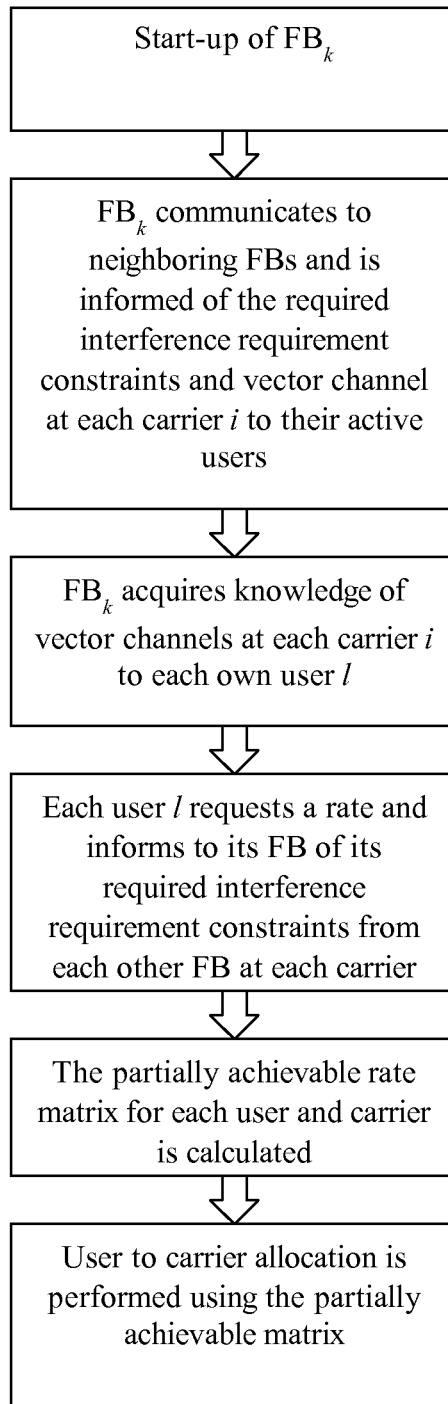 Start-up of FBₖ
FBₖ communicates to
neighboring FBs and is
informed of the required
interference requirement
constraints and vector channel
at each carrier i to their active
users
FBₖ acquires knowledge of
vector channels at each carrier i
to each own user l
Each user l requests a rate and
informs to its FB of its
required interference
requirement constraints from
each other FB at each carrier
The partially achievable rate
matrix for each user and carrier
is calculated
User to carrier allocation is
performed using the partially
achievable matrix